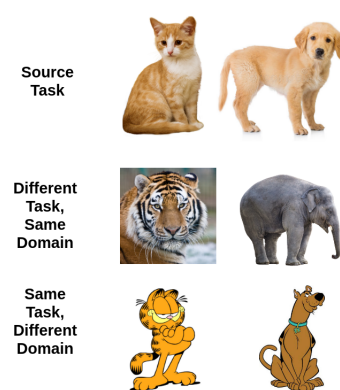 Source
Task
Different
Task,
Same
Domain
Same
Task,
Different
Domain